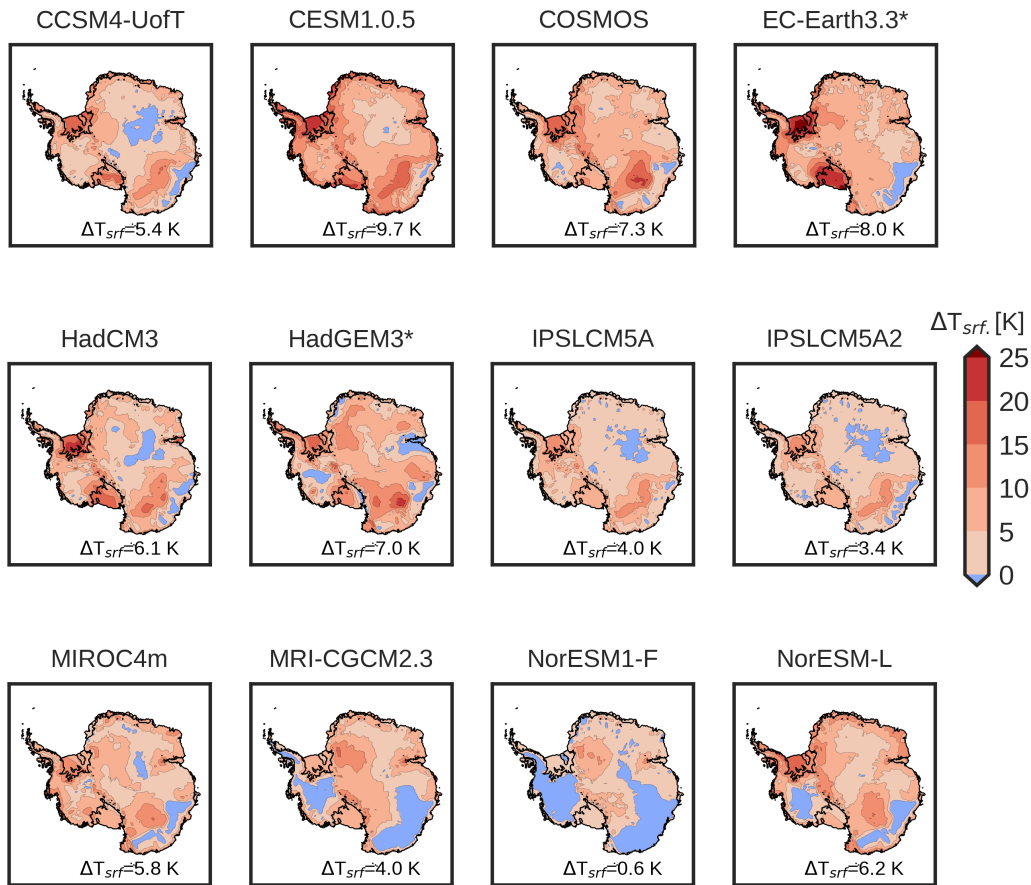 CCSM4-UofT CESM1.0.5 COSMOS EC-Earth3.3*
ΔTsrf=5.4 K ΔTsrf=9.7 K ΔTsrf=7.3 K ΔTsrf=8.0 K
ΔTsrf. [K]
HadCM3 HadGEM3* IPSLCM5A IPSLCM5A2
25
20
15
10
5
0
ΔTsrf=6.1 K ΔTsrf=7.0 K ΔTsrf=4.0 K ΔTsrf=3.4 K
MIROC4m MRI-CGCM2.3 NorESM1-F NorESM-L
ΔTsrf=5.8 K ΔTsrf=4.0 K ΔTsrf=0.6 K ΔTsrf=6.2 K